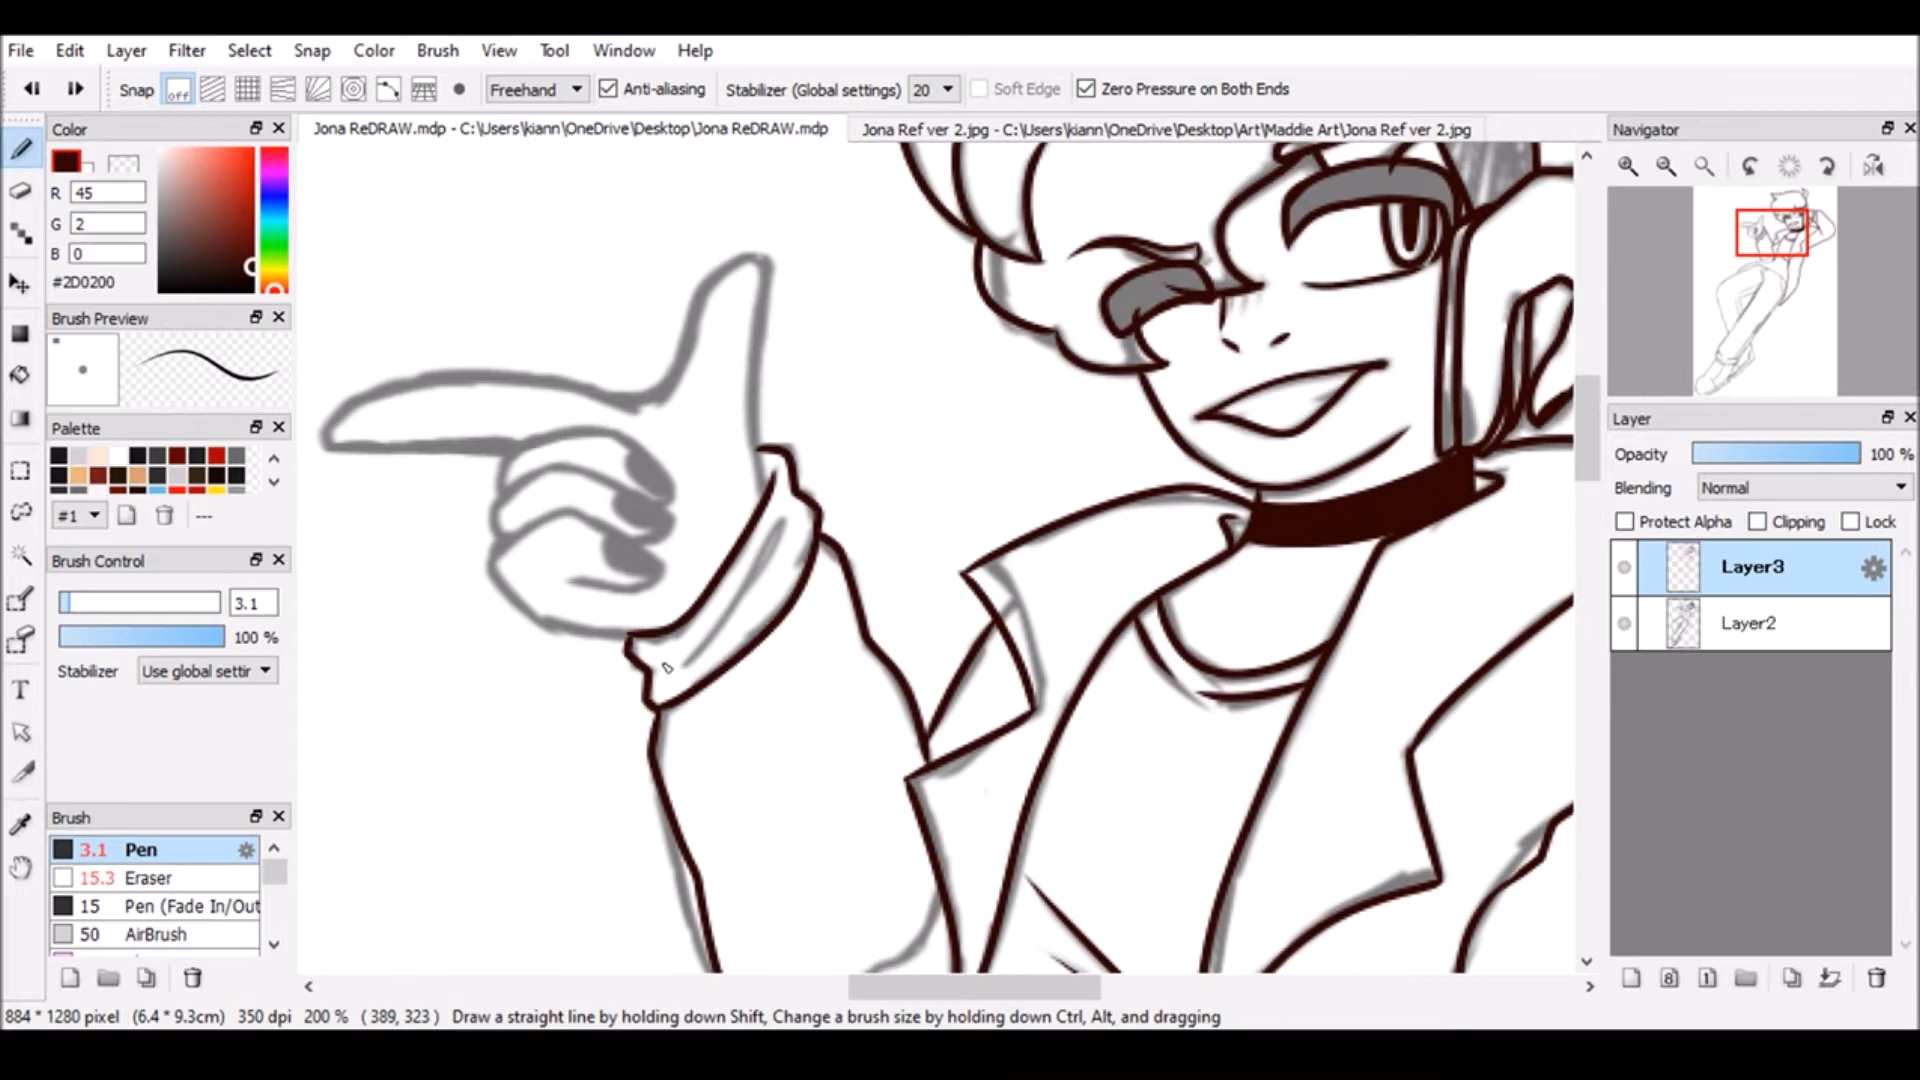 File Edit Layer Filter Select Snap Color Brush View Tool Window Help
Snap off Freehand Anti-aliasing Stabilizer (Global settings) 20 Soft Edge Zero Pressure on Both Ends
Color
Jona ReDRAW.mdp - C:\Users\kiann\OneDrive\Desktop\Jona ReDRAW.mdp
Jona Ref ver 2.jpg - C:\Users\kiann\OneDrive\Desktop\Art\Maddie Art\Jona Ref ver 2.jpg
Navigator
R 45
G 2
B 0
#2D0200
Brush Preview
*
Palette
#1
---
Brush Control
3.1
100 %
Stabilizer Use global settir
Brush
3.1 Pen
15.3 Eraser
15 Pen (Fade In/Out
50 AirBrush
Layer
Opacity 100 %
Blending Normal
Protect Alpha Clipping Lock
Layer3
Layer2
8 1
T
884 * 1280 pixel (6.4 * 9.3cm) 350 dpi 200 % ( 389, 323 ) Draw a straight line by holding down Shift, Change a brush size by holding down Ctrl, Alt, and dragging